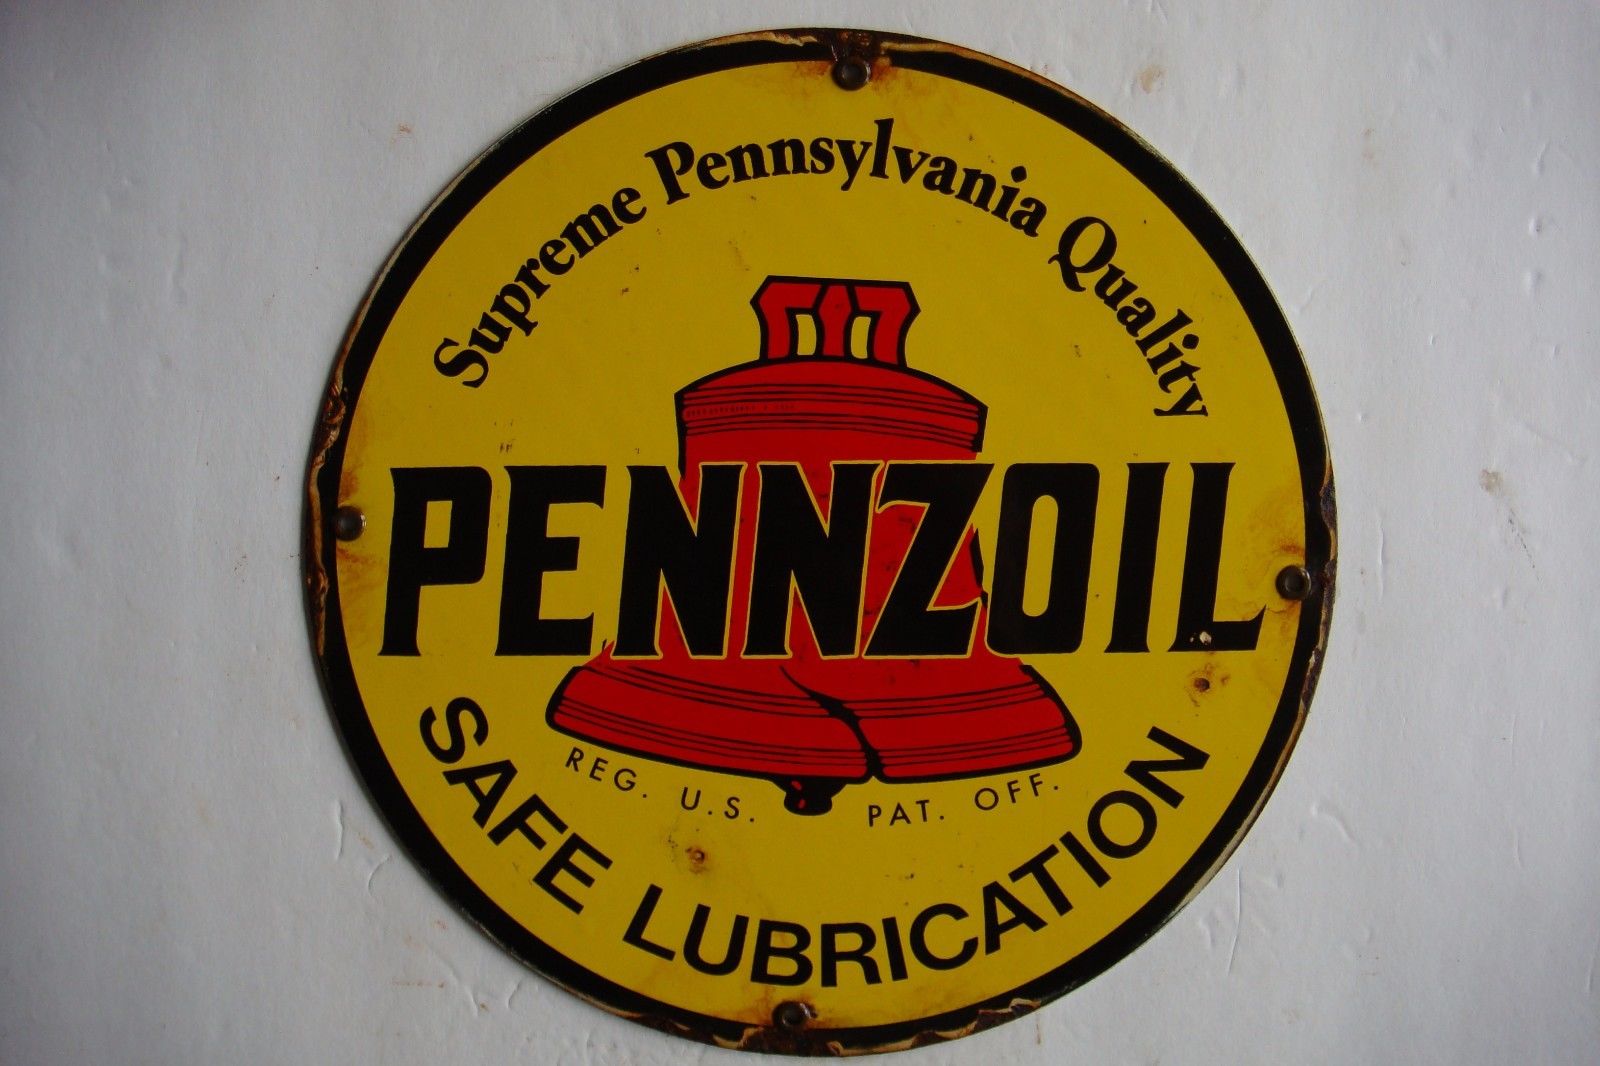 Supreme Pennsylvania Quality
PENNZOIL
REG. U.S. PAT. OFF.
SAFE LUBRICATION